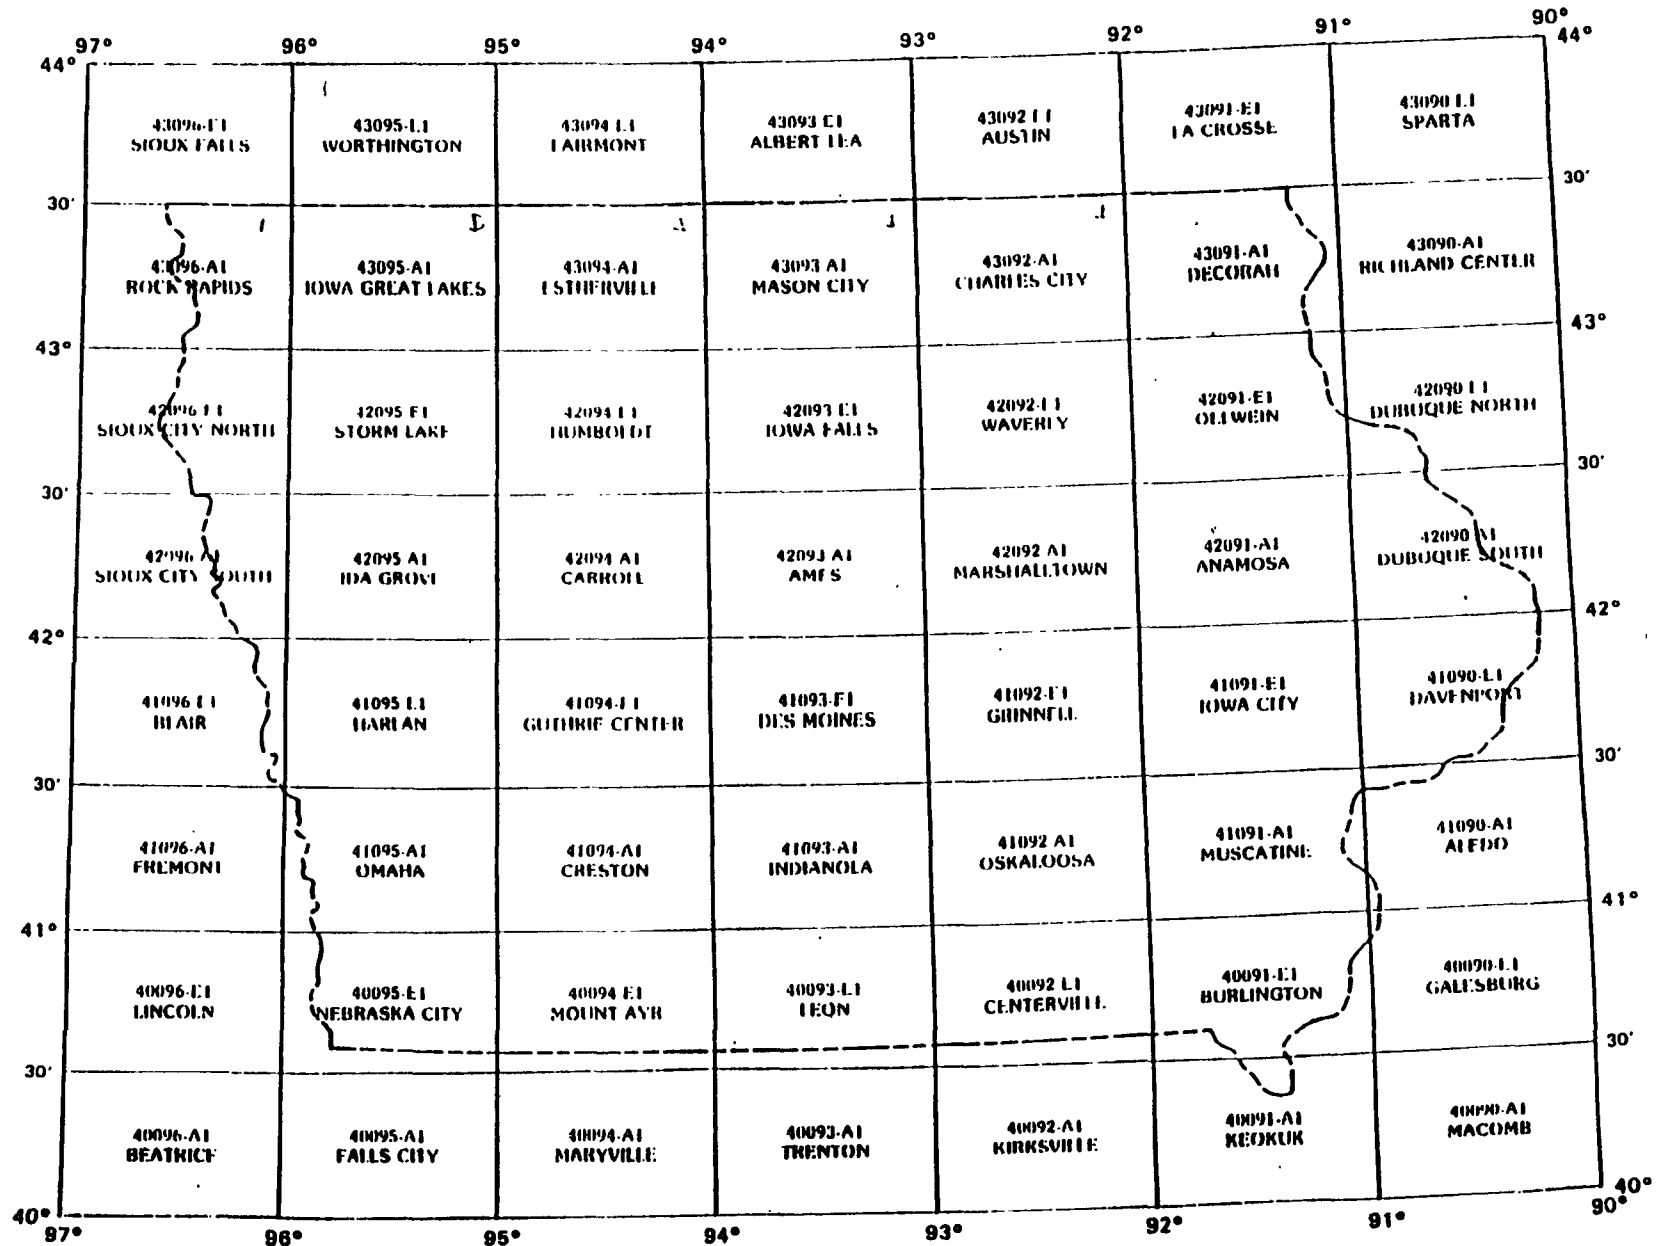 97° 96° 95° 94° 93° 92° 91° 90°
44° 44°
43096-E1 43095-E1 43094 E1 43093 E1 43092 E1 43091-E1 43090 E1
SIOUX FALLS WORTHINGTON FAIRMONT ALBERT LEA AUSTIN LA CROSSE SPARTA
30' 30'
43096-A1 43095-A1 43094-A1 43093 A1 43092-A1 43091-A1 43090-A1
ROCK RAPIDS IOWA GREAT LAKES ESTHERVILLE MASON CITY CHARLES CITY DECORAH RICHLAND CENTER
43° 43°
42096 E1 42095 E1 42094 E1 42093 E1 42092-E1 42091-E1 42090 E1
SIOUX CITY NORTH STORM LAKE HUMBOLDT IOWA FALLS WAVERLY OELWEIN DUBUQUE NORTH
30' 30'
42096 A1 42095 A1 42094 A1 42093 A1 42092 A1 42091-A1 42090 A1
SIOUX CITY SOUTH IDA GROVE CARROLL AMES MARSHALLTOWN ANAMOSA DUBUQUE SOUTH
42° 42°
41096 E1 41095 E1 41094-E1 41093-E1 41092-E1 41091-E1 41090-E1
BLAIR HARLAN GUTHRIE CENTER DES MOINES GRINNELL IOWA CITY DAVENPORT
30' 30'
41096-A1 41095-A1 41094-A1 41093-A1 41092 A1 41091-A1 41090-A1
FREMONT OMAHA CRESTON INDIANOLA OSKALOOSA MUSCATINE ALEDO
41° 41°
40096-E1 40095-E1 40094 E1 40093-E1 40092 E1 40091-E1 40090-E1
LINCOLN NEBRASKA CITY MOUNT AYR LEON CENTERVILLE BURLINGTON GALESBURG
30' 30'
40096-A1 40095-A1 40094-A1 40093-A1 40092-A1 40091-A1 40090-A1
BEATRICE FALLS CITY MARYVILLE TRENTON KIRKSVILLE KEOKUK MACOMB
40° 40°
97° 96° 95° 94° 93° 92° 91° 90°